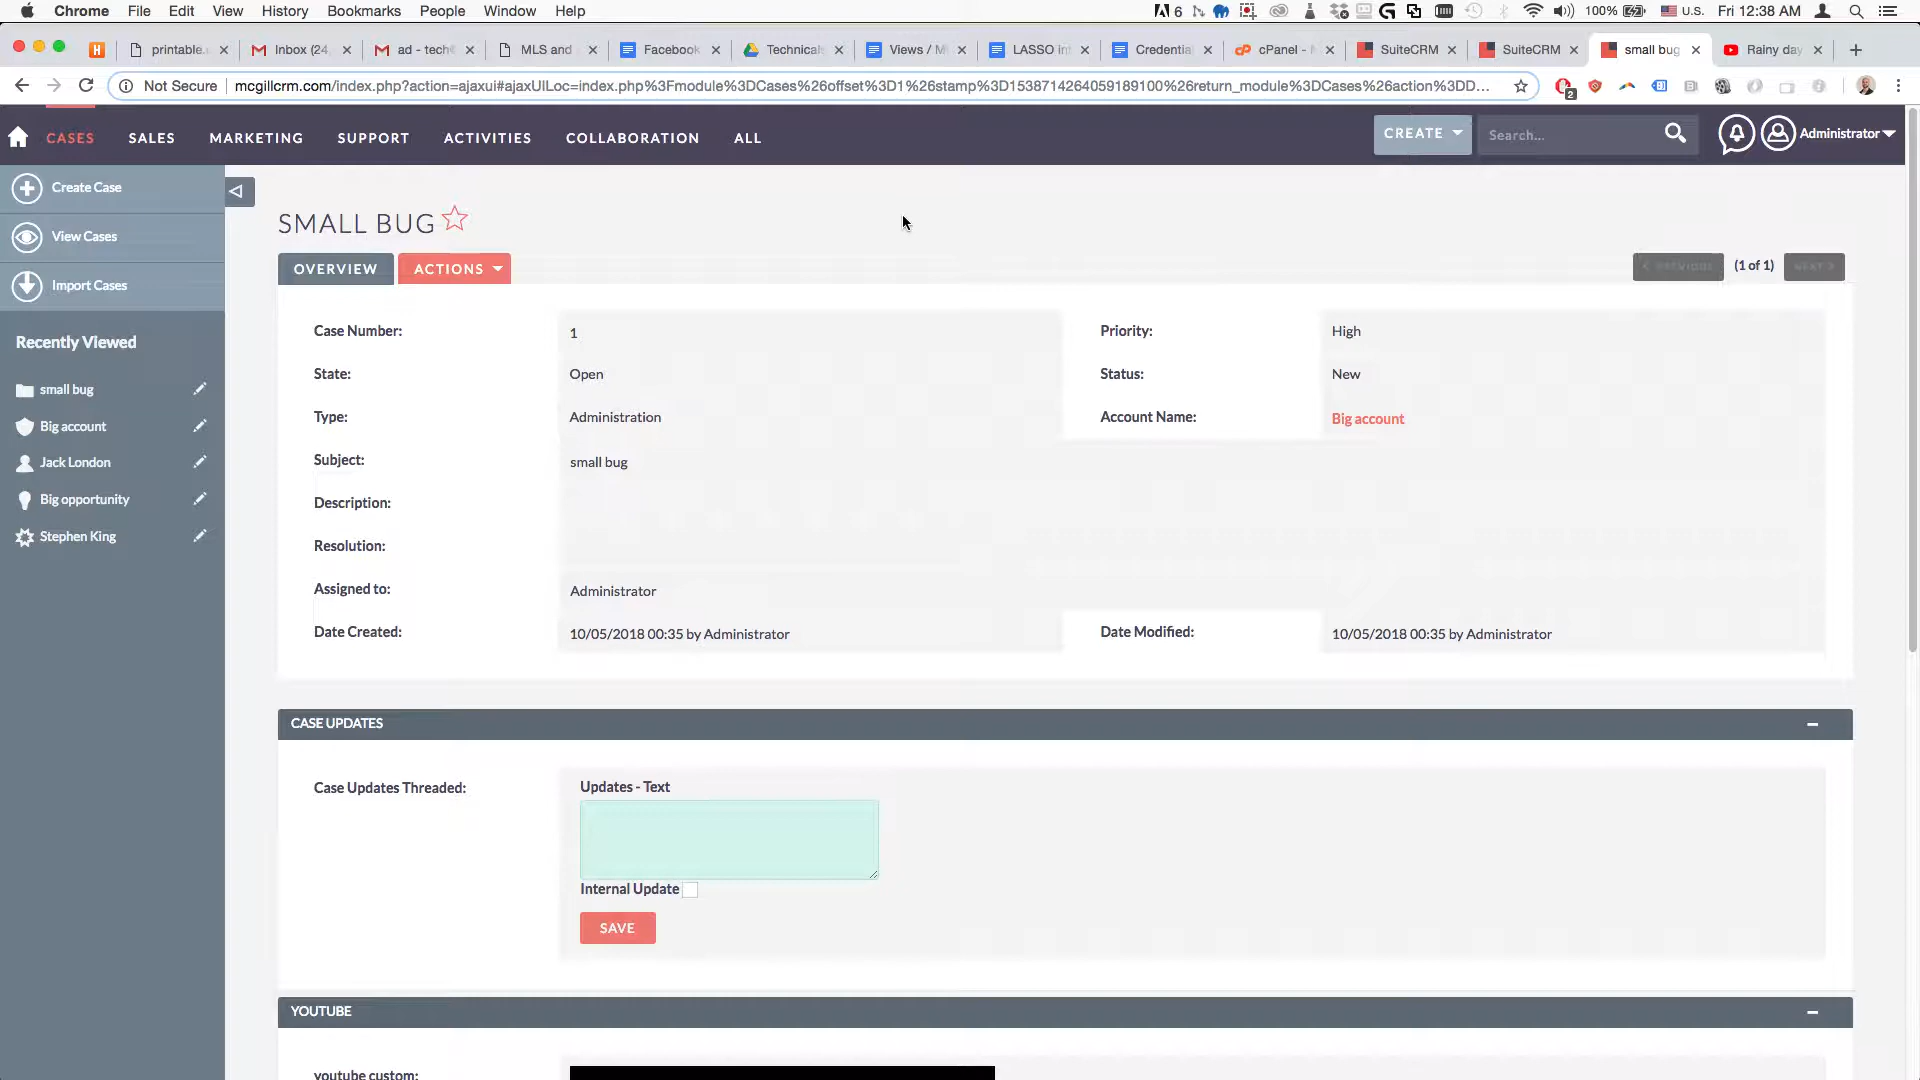 Chrome File Edit View History Bookmarks People Window Help 6 100% U.S. Fri 12:38 AM
printable. Inbox (24, ad - tech MLS and Facebook Technical Views / M LASSO in Credentia cPanel - SuiteCRM SuiteCRM small bug Rainy day
Not Secure mcgillcrm.com/index.php?action=ajaxui#ajaxUILoc=index.php%3Fmodule%3DCases%26offset%3D1%26stamp%3D1538714264059189100%26return_module%3DCases%26action%3DD... 2
CASES SALES MARKETING SUPPORT ACTIVITIES COLLABORATION ALL CREATE Search... Administrator
Create Case
View Cases
Import Cases
Recently Viewed
small bug
Big account
Jack London
Big opportunity
Stephen King
SMALL BUG
OVERVIEW ACTIONS PREVIOUS (1 of 1) NEXT
Case Number: 1 Priority: High
State: Open Status: New
Type: Administration Account Name: Big account
Subject: small bug
Description:
Resolution:
Assigned to: Administrator
Date Created: 10/05/2018 00:35 by Administrator Date Modified: 10/05/2018 00:35 by Administrator
CASE UPDATES
Case Updates Threaded: Updates - Text
Internal Update
SAVE
YOUTUBE
youtube custom: